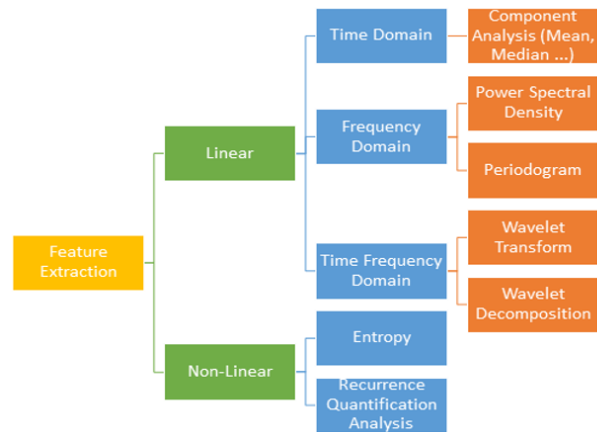 Feature
Extraction
Linear
Non-Linear
Time Domain
Frequency
Domain
Time Frequency
Domain
Entropy
Recurrence
Quantification
Analysis
Component
Analysis (Mean,
Median ...)
Power Spectral
Density
Periodogram
Wavelet
Transform
Wavelet
Decomposition